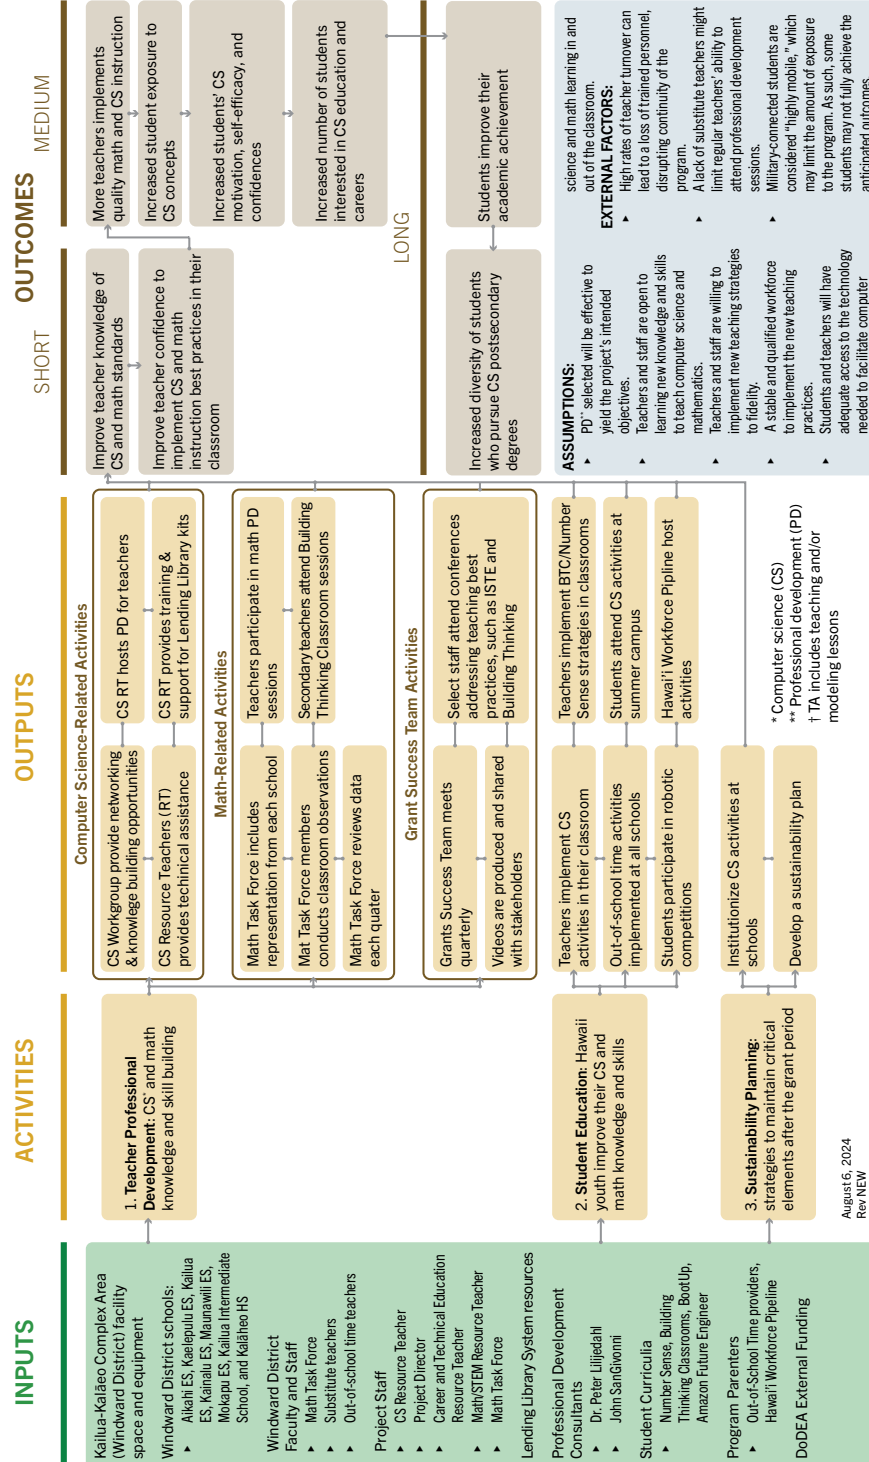 INPUTS
Kailua-Kalāeo Complex Area
(Windward District) facility
space and equipment
Windward District schools:
▸ Aikahi ES, Kaelepulu ES, Kailua
ES, Kainalu ES, Maunawili ES,
Mokapu ES, Kailua Intermediate
School, and Kalāheo HS
Windward District
Faculty and Staff
▸ Math Task Force
▸ Substitute teachers
▸ Out-of-school time teachers
Project Staff
▸ CS Resource Teacher
▸ Project Director
▸ Career and Technical Education
Resource Teacher
▸ Math/STEM Resource Teacher
▸ Math Task Force
Lending Library System resources
Professional Development
Consultants
▸ Dr. Peter Lilijedahl
▸ John SanGivonni
Student Curriculia
▸ Number Sense, Building
Thinking Classrooms, BootUp,
Amazon Future Engineer
Program Parenters
▸ Out-of-School Time providers,
Hawai'i Workforce Pipeline
DoDEA External Funding
ACTIVITIES
1. Teacher Professional
Development: CS* and math
knowledge and skill building
2. Student Education: Hawaii
youth improve their CS and
math knowledge and skills
3. Sustainability Planning:
strategies to maintain critical
elements after the grant period
August 6, 2024
Rev NEW
OUTPUTS
Computer Science-Related Activities
CS Workgroup provide networking
& knowlege building opportunities
CS RT hosts PD for teachers
CS Resource Teachers (RT)
provides techinical assistance
CS RT provides training &
support for Lending Library kits
Math-Related Activities
Math Task Force includes
representation from each school
Teachers participate in math PD
sessions
Mat Task Force members
conducts classroom observations
Secondary teachers attend Building
Thinking Classroom sessions
Math Task Force reviews data
each quater
Grant Success Team Activities
Grants Success Team meets
quarterly
Select staff attend conferences
addressing teaching best
practices, such as ISTE and
Building Thinking
Videos are produced and shared
with stakeholders
Teachers implement CS
activities in their classroom
Teachers implement BTC/Number
Sense strategies in classrooms
Out-of-school time activities
implemented at all schools
Students attend CS activities at
summer campus
Students participate in robotic
competitions
Hawai'i Workforce Pipline host
activities
Institutionize CS activities at
schools
Develop a sustainability plan
* Computer science (CS)
** Professional development (PD)
† TA includes teaching and/or
modeling lessons
OUTCOMES
SHORT
Improve teacher knowledge of
CS and math standards
Improve teacher confidence to
implement CS and math
instruction best practices in their
classroom
MEDIUM
More teachers implements
quality math and CS instruction
Increased student exposure to
CS concepts
Increased students' CS
motivation, self-efficacy, and
confidences
Increased number of students
interested in CS education and
careers
LONG
Increased diversity of students
who pursue CS postsecondary
degrees
Students improve their
academic achievement
ASSUMPTIONS:
▸ PD** selected will be effective to
yield the project's intended
objectives.
▸ Teachers and staff are open to
learning new knowledge and skills
to teach computer science and
mathematics.
▸ Teachers and staff are willing to
implement new teaching strategies
to fidelity.
▸ A stable and qualified workforce
to implement the new teaching
practices.
▸ Students and teachers will have
adequate access to the technology
needed to facilitate computer
science and math learning in and
out of the classroom.
EXTERNAL FACTORS:
▸ High rates of teacher turnover can
lead to a loss of trained personnel,
disrupting continuity of the
program.
▸ A lack of substitute teachers might
limit regular teachers' ability to
attend professional development
sessions.
▸ Military-connected students are
considered "highly mobile," which
may limit the amount of exposure
to the program. As such, some
students may not fully achieve the
anticipated outcomes